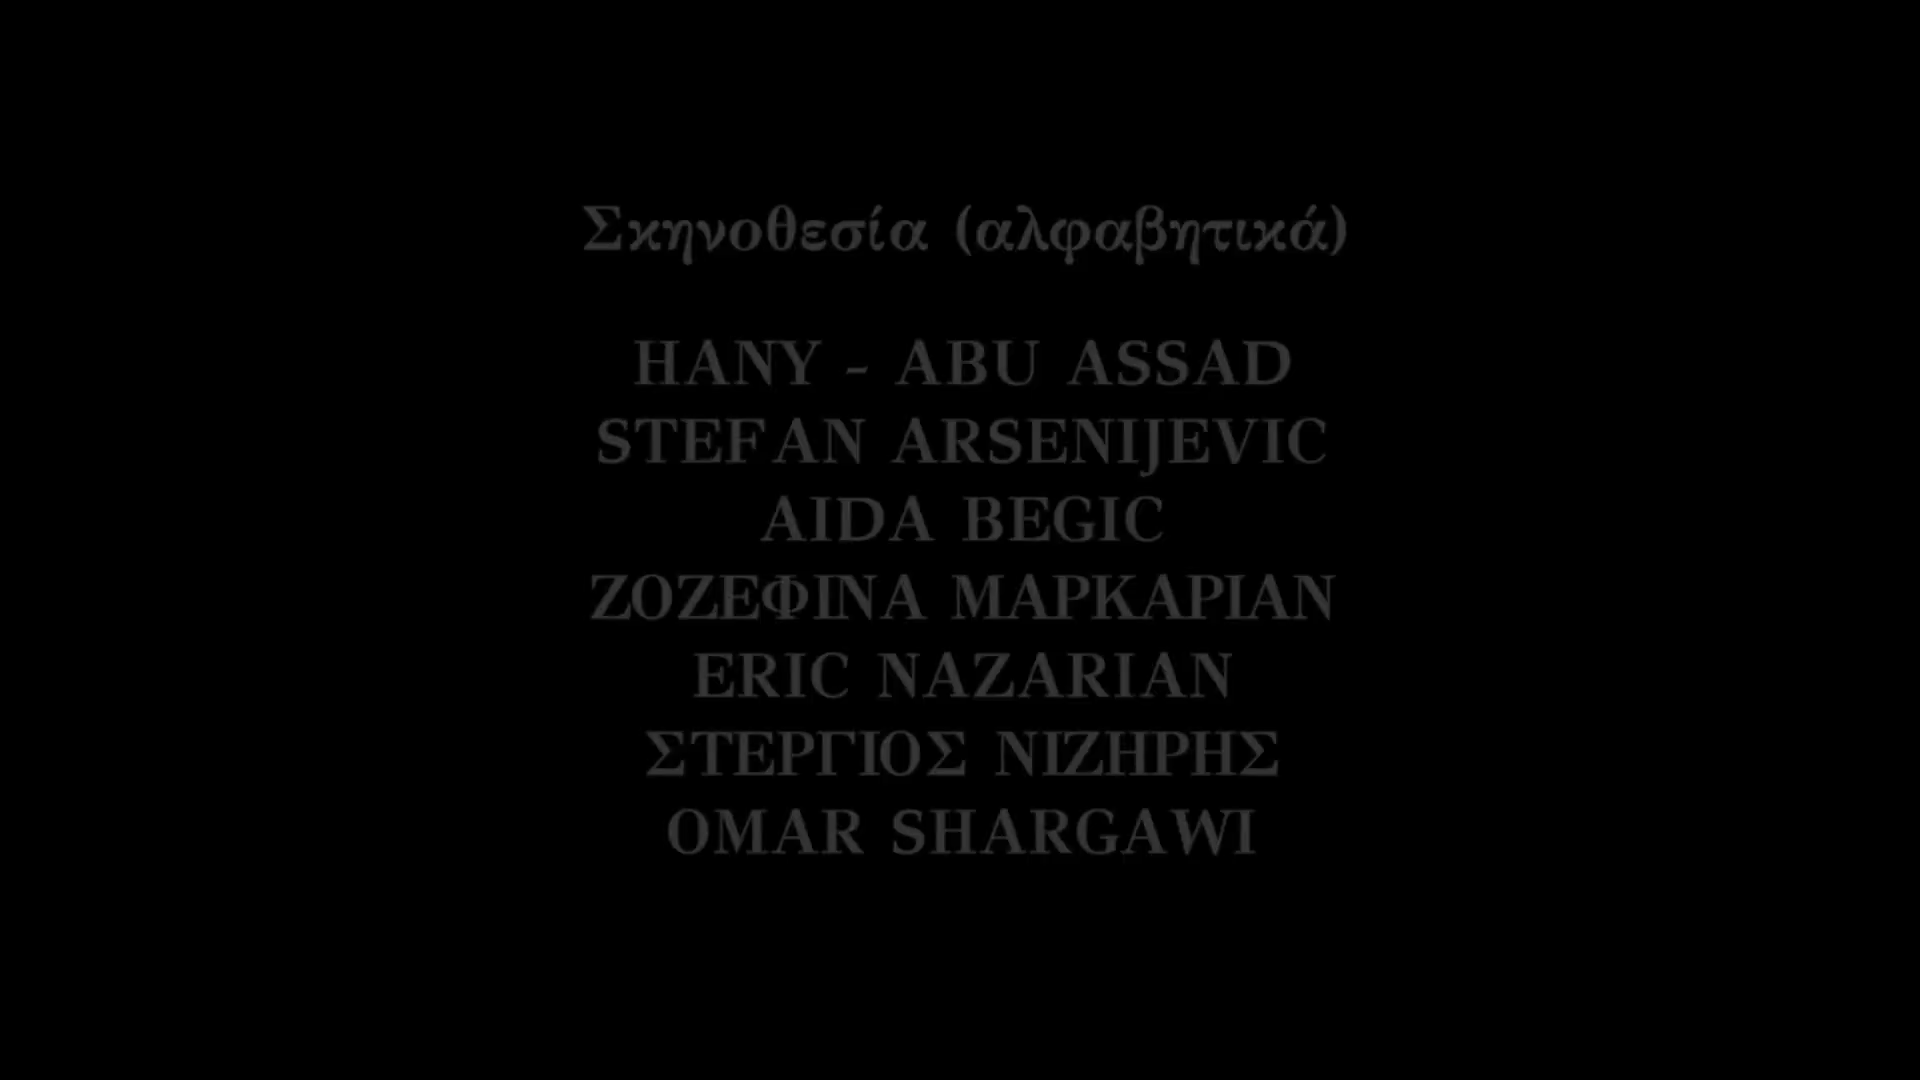 Σκηνοθεσία (αλφαβητικά)
HANY - ABU ASSAD
STEFAN ARSENIJEVIC
AIDA BEGIC
ΖΟΖΕΦΙΝΑ ΜΑΡΚΑΡΙΑΝ
ERIC NAZARIAN
ΣΤΕΡΓΙΟΣ ΝΙΖΗΡΗΣ
OMAR SHARGAWI